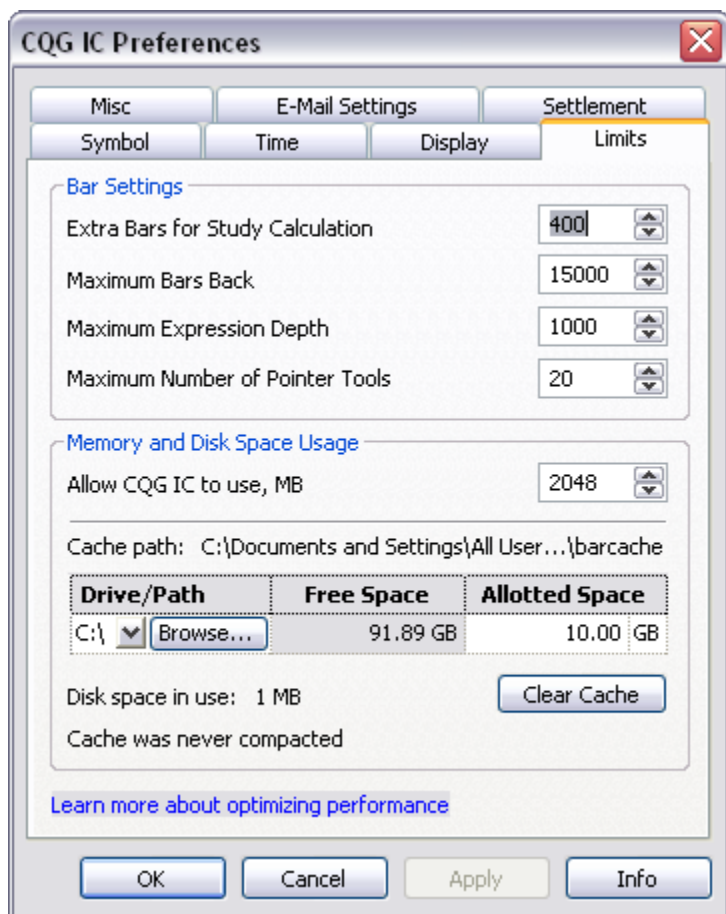 CQG IC Preferences
Misc E-Mail Settings Settlement
Symbol Time Display Limits
Bar Settings
Extra Bars for Study Calculation 400
Maximum Bars Back 15000
Maximum Expression Depth 1000
Maximum Number of Pointer Tools 20
Memory and Disk Space Usage
Allow CQG IC to use, MB 2048
Cache path: C:\Documents and Settings\All User...\barcache
Drive/Path Free Space Allotted Space
C:\ Browse... 91.89 GB 10.00 GB
Disk space in use: 1 MB Clear Cache
Cache was never compacted
Learn more about optimizing performance
OK Cancel Apply Info